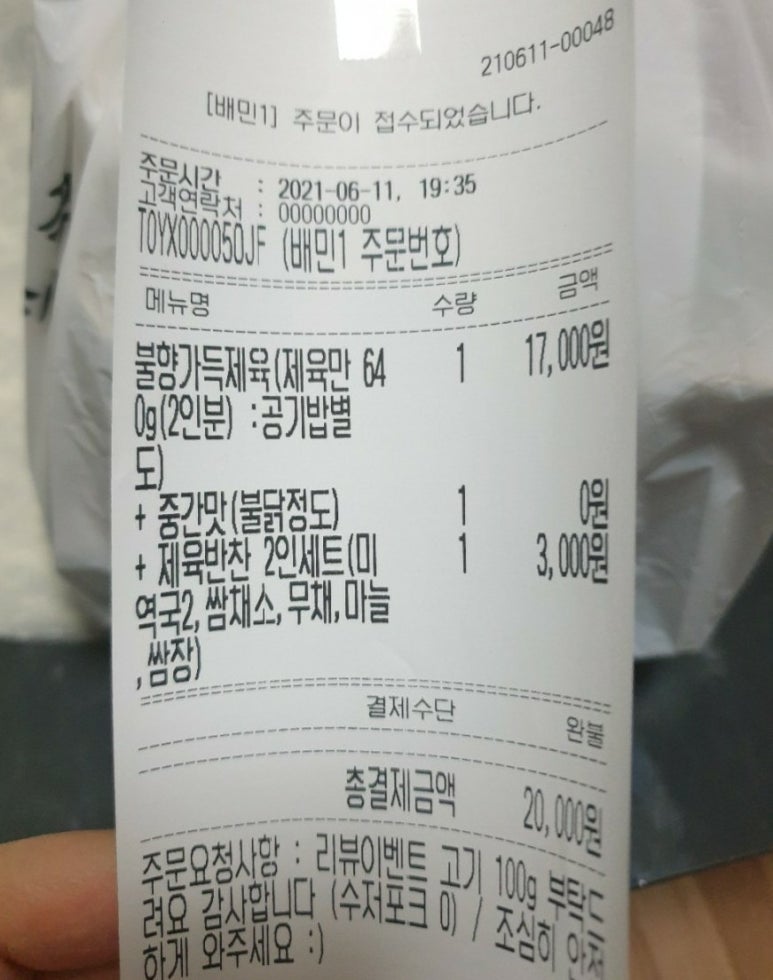 210611-00048
[배민1] 주문이 접수되었습니다.
주문시간 : 2021-06-11, 19:35
고객연락처 : 00000000
T0YX000050JF (배민1 주문번호)
메뉴명 수량 금액
불향가득제육(제육만 64 1 17,000원
0g(2인분) :공기밥별
도)
+ 중간맛(불닭정도) 1 0원
+ 제육반찬 2인세트(미 1 3,000원
역국2,쌈채소,무채,마늘
,쌈장)
결제수단 완불
총결제금액 20,000원
주문요청사항 : 리뷰이벤트 고기 100g 부탁드
려요 감사합니다 (수저포크 0) / 조심히 안전
하게 와주세요 :)